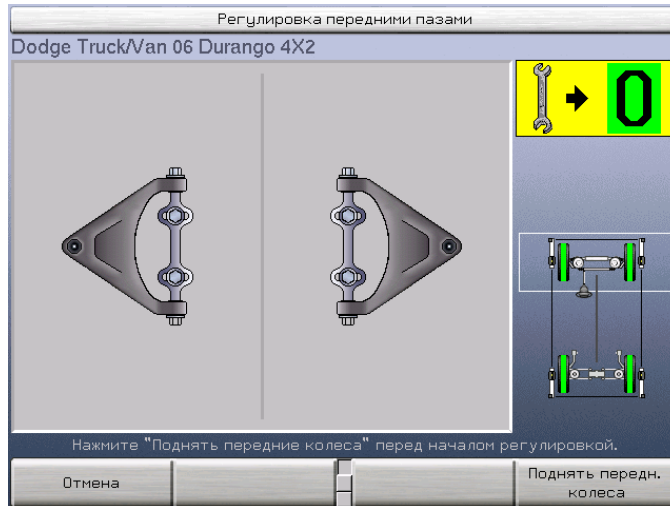 Регулировка передними пазами
Dodge Truck/Van 06 Durango 4X2
0
Нажмите "Поднять передние колеса" перед началом регулировкой.
Отмена
Поднять передн.
колеса